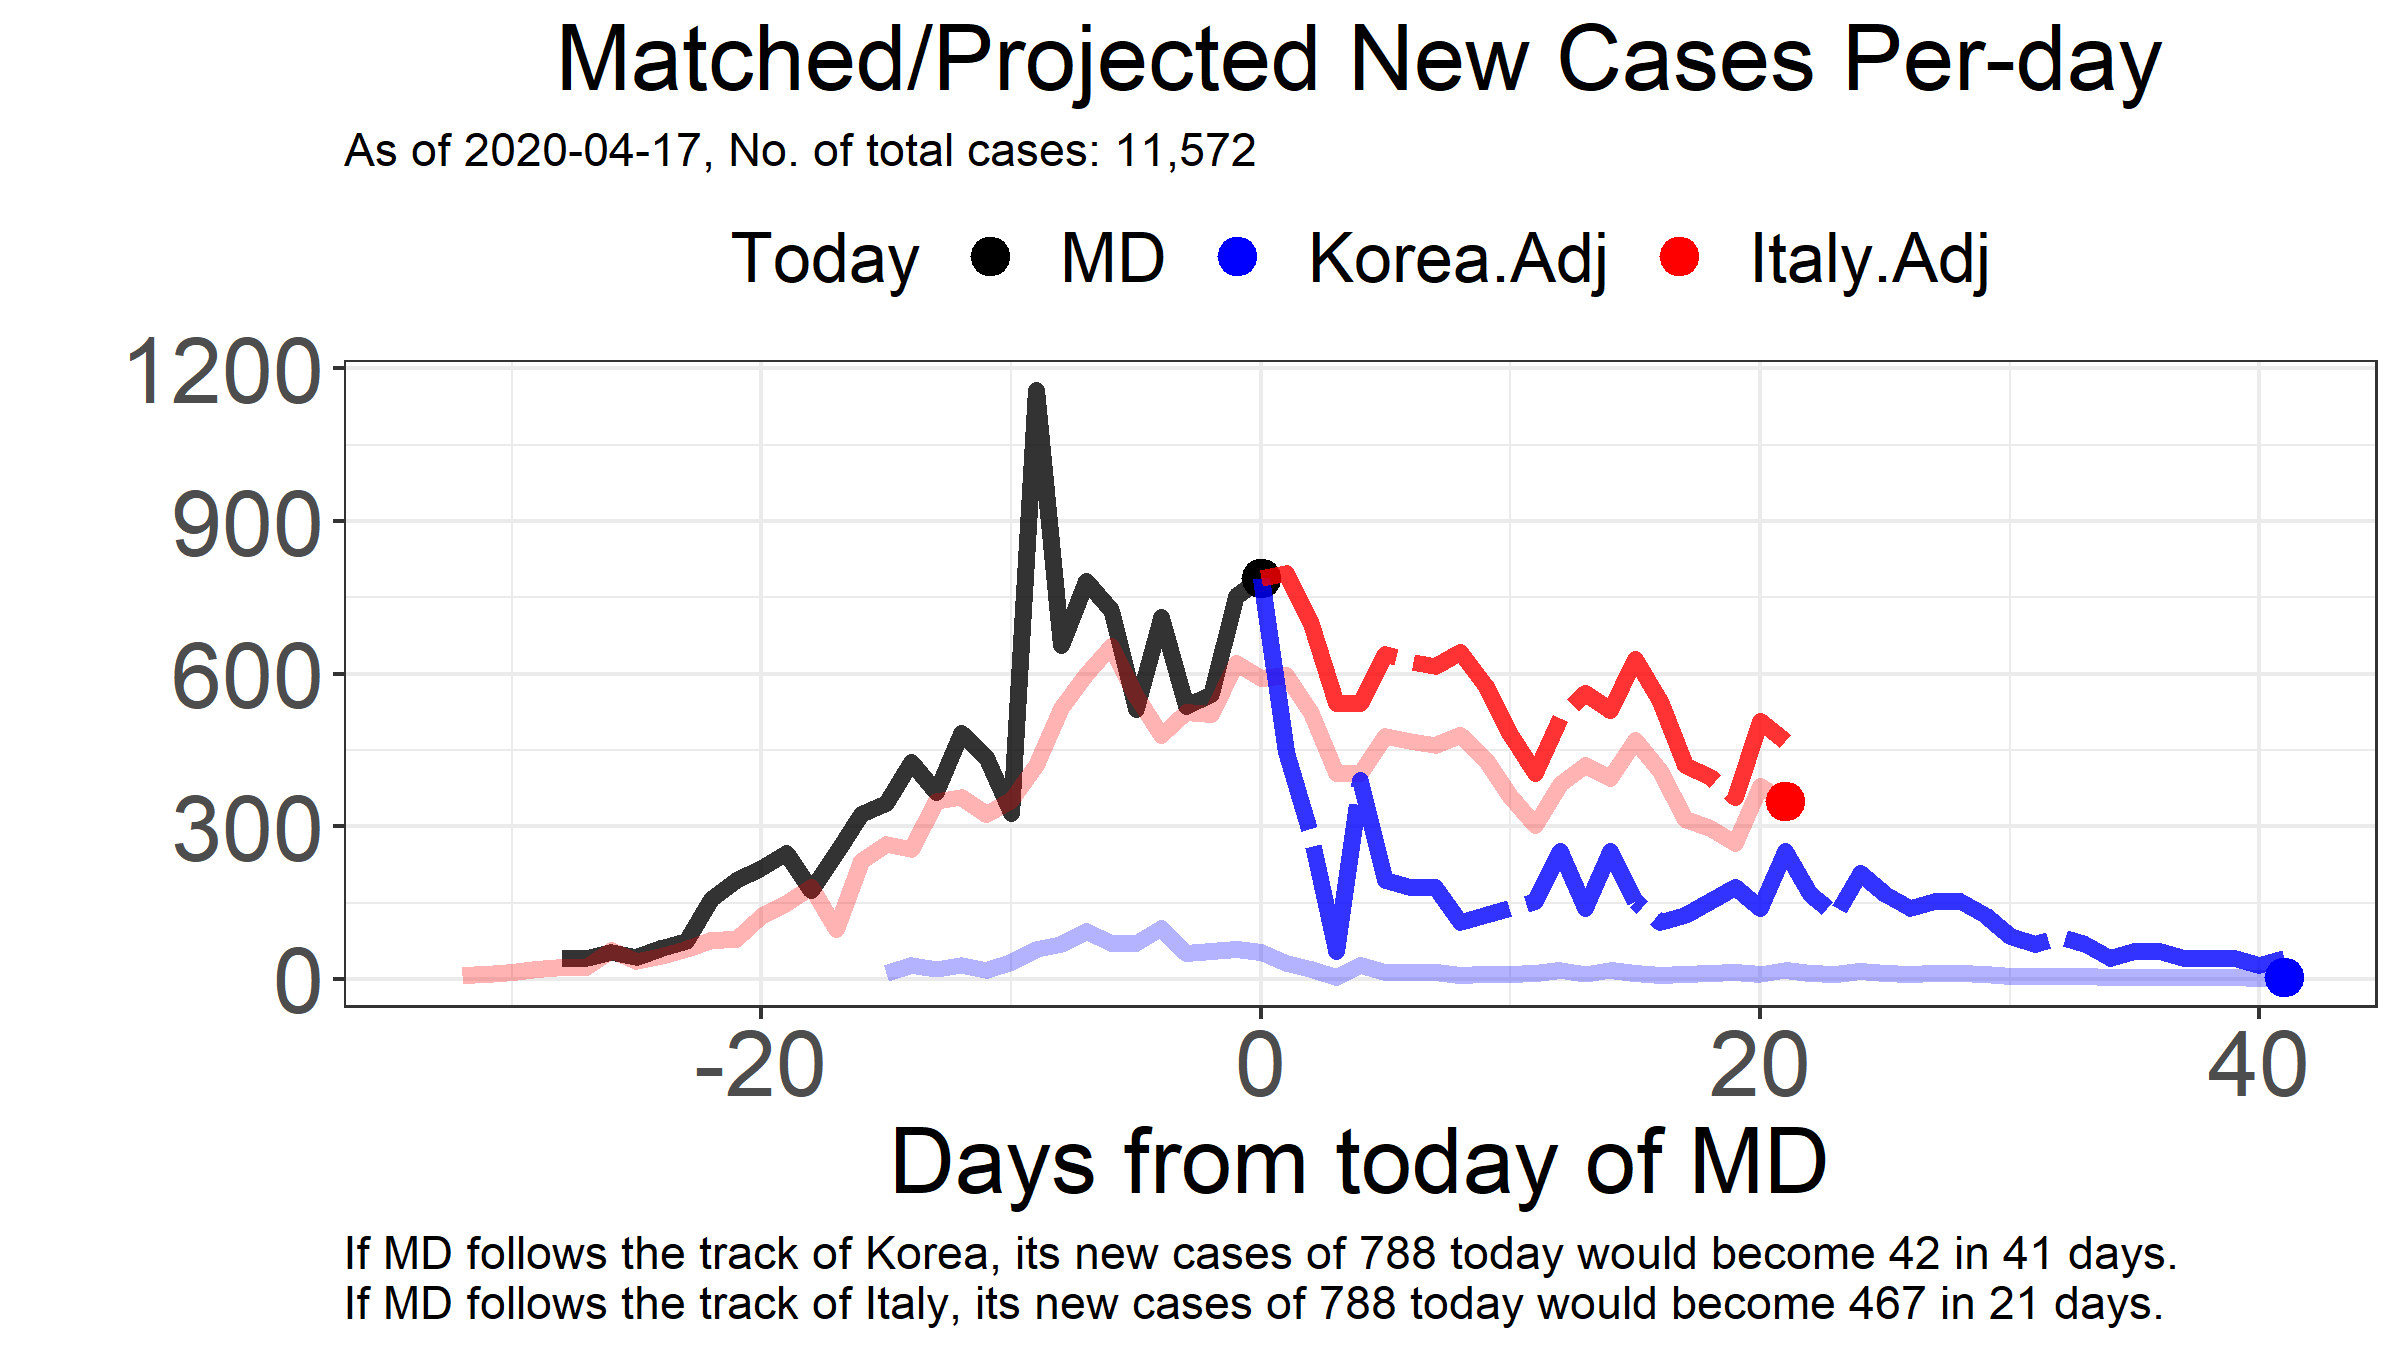 Matched/Projected New Cases Per-day
As of 2020-04-17, No. of total cases: 11,572
Today MD Korea.Adj Italy.Adj
1200
900
600
300
0
-20 0 20 40
Days from today of MD
If MD follows the track of Korea, its new cases of 788 today would become 42 in 41 days.
If MD follows the track of Italy, its new cases of 788 today would become 467 in 21 days.